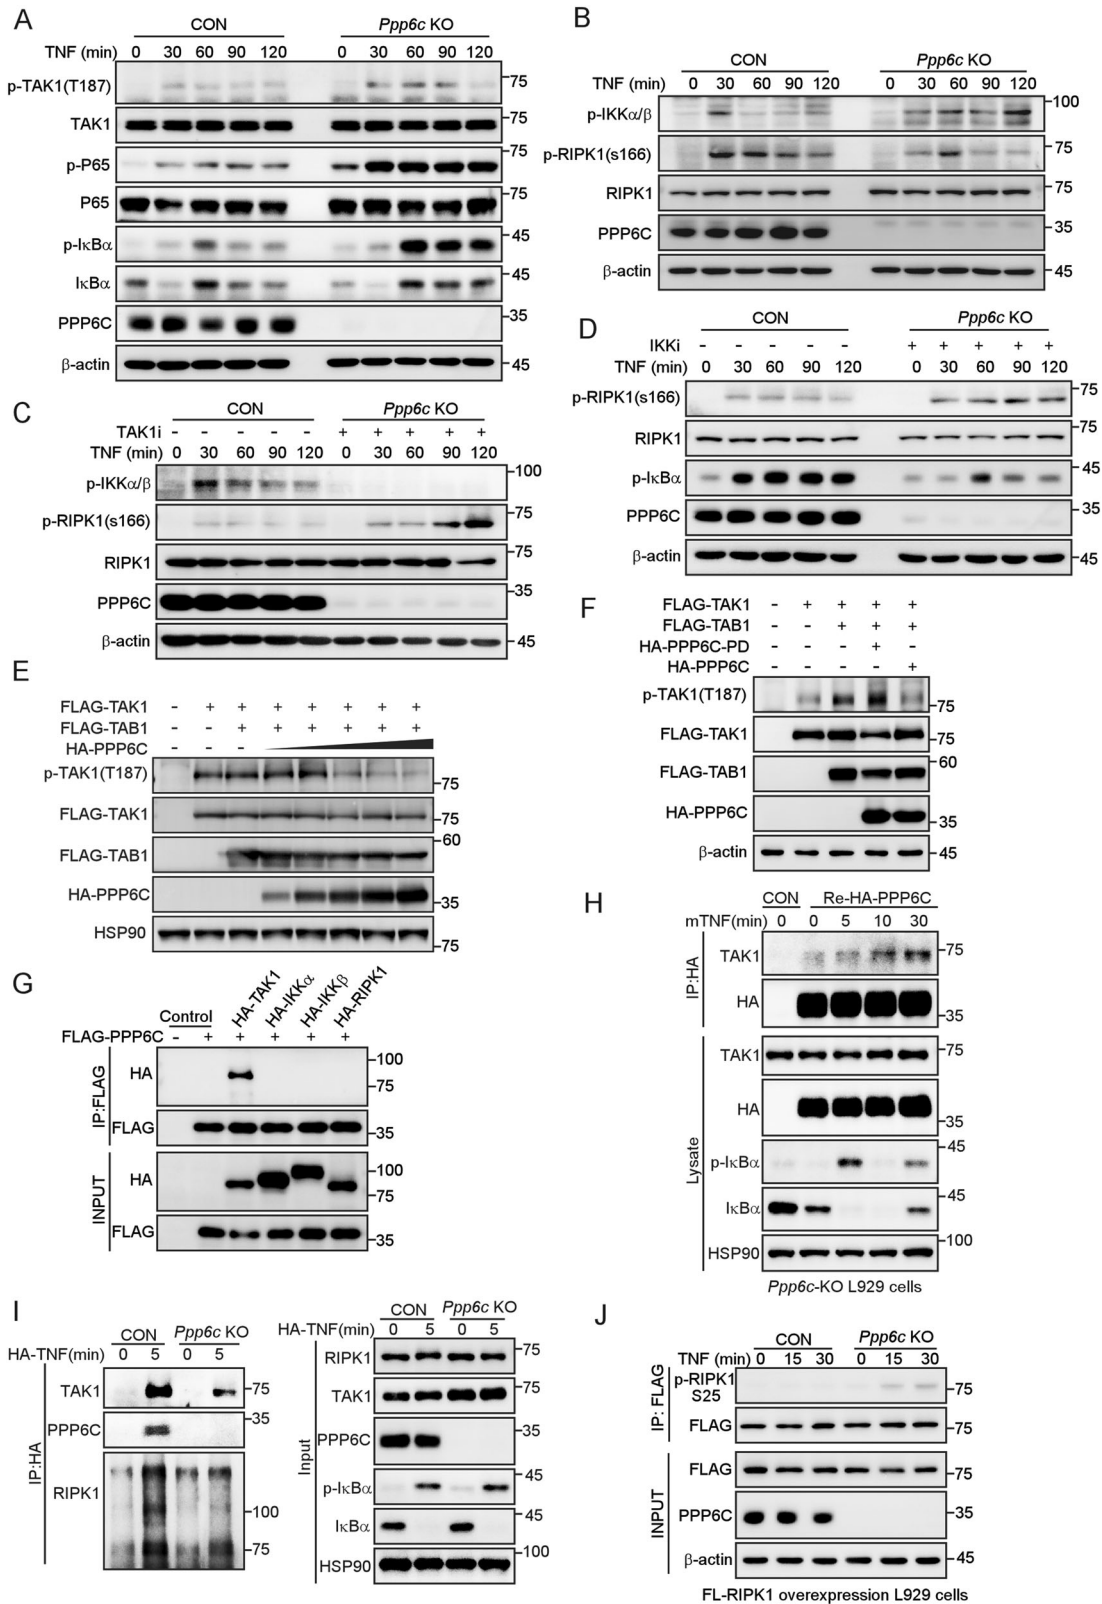 A
CON Ppp6c KO
TNF (min) 0 30 60 90 120 0 30 60 90 120
p-TAK1(T187) 75
TAK1 75
p-P65 75
P65 75
p-IκBα 45
IκBα 45
PPP6C 35
β-actin 45
B
CON Ppp6c KO
TNF (min) 0 30 60 90 120 0 30 60 90 120
p-IKKα/β 100
p-RIPK1(s166) 75
RIPK1 75
PPP6C 35
β-actin 45
C
CON Ppp6c KO
TAK1i - - - - - + + + + +
TNF (min) 0 30 60 90 120 0 30 60 90 120
p-IKKα/β 100
p-RIPK1(s166) 75
RIPK1 75
PPP6C 35
β-actin 45
D
CON Ppp6c KO
IKKi - - - - - + + + + +
TNF (min) 0 30 60 90 120 0 30 60 90 120
p-RIPK1(s166) 75
RIPK1 75
p-IκBα 45
PPP6C 35
β-actin 45
E
FLAG-TAK1 - + + + + + + +
FLAG-TAB1 - - + + + + + +
HA-PPP6C - - -
p-TAK1(T187) 75
FLAG-TAK1 75
FLAG-TAB1 60
HA-PPP6C 35
HSP90 75
F
FLAG-TAK1 - + + + +
FLAG-TAB1 - - + + +
HA-PPP6C-PD - - - +
HA-PPP6C - - - +
p-TAK1(T187) 75
FLAG-TAK1 75
FLAG-TAB1 60
HA-PPP6C 35
β-actin 45
G
Control HA-TAK1 HA-IKKα HA-IKKβ HA-RIPK1
FLAG-PPP6C - + + + + +
IP:FLAG
HA 100
75
FLAG 35
INPUT
HA 100
75
FLAG 35
H
CON Re-HA-PPP6C
mTNF(min) 0 0 5 10 30
IP:HA
TAK1 75
HA 35
Lysate
TAK1 75
HA 35
p-IκBα 45
IκBα 45
HSP90 100
Ppp6c-KO L929 cells
I
CON Ppp6c KO
HA-TNF(min) 0 5 0 5
IP:HA
TAK1 75
PPP6C 35
RIPK1 100
75
CON Ppp6c KO
HA-TNF(min) 0 5 0 5
Input
RIPK1 75
TAK1 75
PPP6C 35
p-IκBα 45
IκBα 45
HSP90 100
J
CON Ppp6c KO
TNF (min) 0 15 30 0 15 30
IP: FLAG
p-RIPK1
S25 75
FLAG 75
INPUT
FLAG 75
PPP6C 35
β-actin 45
FL-RIPK1 overexpression L929 cells